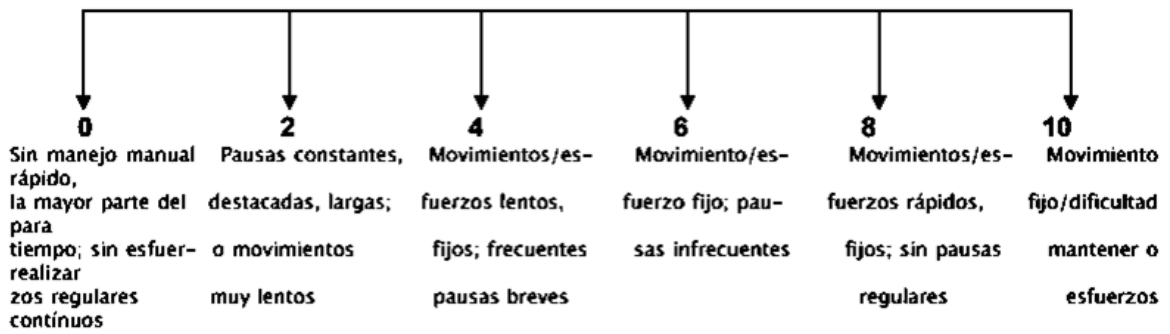 0 2 4 6 8 10
Sin manejo manual Pausas constantes, Movimientos/es- Movimiento/es- Movimientos/es- Movimiento
rápido,
la mayor parte del destacadas, largas; fuerzos lentos, fuerzo fijo; pau- fuerzos rápidos, fijo/dificultad
para
tiempo; sin esfuer- o movimientos fijos; frecuentes sas infrecuentes fijos; sin pausas mantener o
realizar
zos regulares muy lentos pausas breves regulares esfuerzos
contínuos